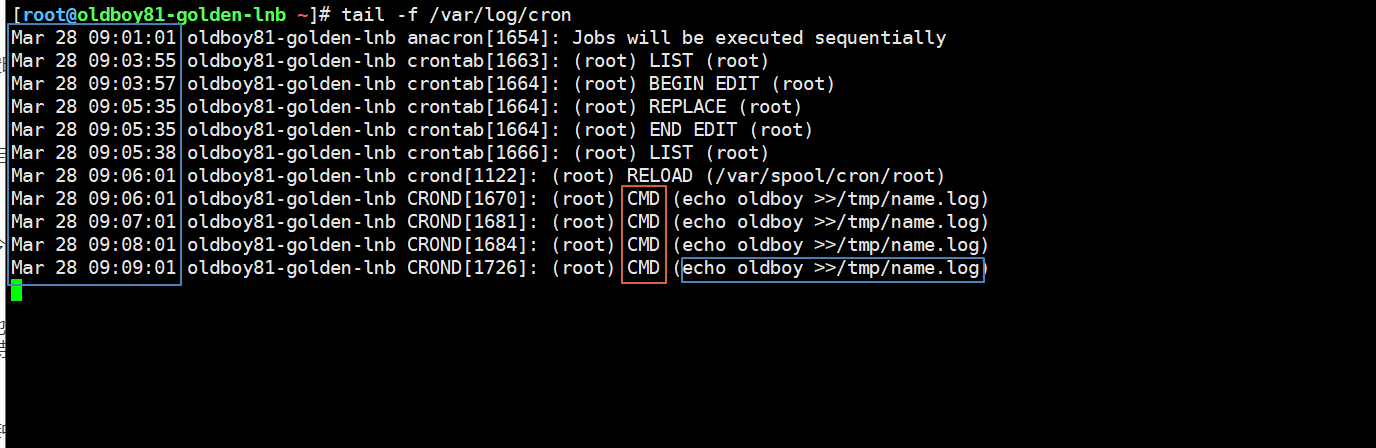 [root@oldboy81-golden-lnb ~]# tail -f /var/log/cron
Mar 28 09:01:01 oldboy81-golden-lnb anacron[1654]: Jobs will be executed sequentially
Mar 28 09:03:55 oldboy81-golden-lnb crontab[1663]: (root) LIST (root)
Mar 28 09:03:57 oldboy81-golden-lnb crontab[1664]: (root) BEGIN EDIT (root)
Mar 28 09:05:35 oldboy81-golden-lnb crontab[1664]: (root) REPLACE (root)
Mar 28 09:05:35 oldboy81-golden-lnb crontab[1664]: (root) END EDIT (root)
Mar 28 09:05:38 oldboy81-golden-lnb crontab[1666]: (root) LIST (root)
Mar 28 09:06:01 oldboy81-golden-lnb crond[1122]: (root) RELOAD (/var/spool/cron/root)
Mar 28 09:06:01 oldboy81-golden-lnb CROND[1670]: (root) CMD (echo oldboy >>/tmp/name.log)
Mar 28 09:07:01 oldboy81-golden-lnb CROND[1681]: (root) CMD (echo oldboy >>/tmp/name.log)
Mar 28 09:08:01 oldboy81-golden-lnb CROND[1684]: (root) CMD (echo oldboy >>/tmp/name.log)
Mar 28 09:09:01 oldboy81-golden-lnb CROND[1726]: (root) CMD (echo oldboy >>/tmp/name.log)